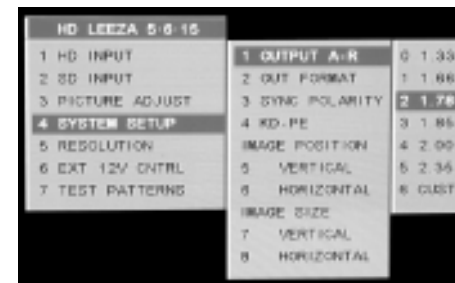 HD LEEZA 5-6-15
1 HD INPUT
2 SD INPUT
3 PICTURE ADJUST
4 SYSTEM SETUP
5 RESOLUTION
6 EXT 12V CNTRL
7 TEST PATTERNS
1 OUTPUT A:R
2 OUT FORMAT
3 SYNC POLARITY
4 KD-PE
IMAGE POSITION
5 VERTICAL
6 HORIZONTAL
IMAGE SIZE
7 VERTICAL
8 HORIZONTAL
0 1.33
1 1.66
2 1.78
3 1.85
4 2.00
5 2.35
6 CUST